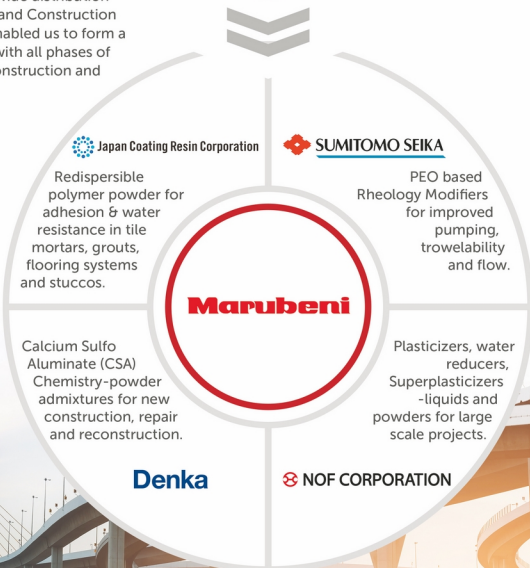 and Construction
nabled us to form a
with all phases of
nstruction and
Japan Coating Resin Corporation
Redispersible
polymer powder for
adhesion & water
resistance in tile
mortars, grouts,
flooring systems
and stuccos.
SUMITOMO SEIKA
PEO based
Rheology Modifiers
for improved
pumping,
trowelability
and flow.
Marubeni
Calcium Sulfo
Aluminate (CSA)
Chemistry-powder
admixtures for new
construction, repair
and reconstruction.
Denka
Plasticizers, water
reducers,
Superplasticizers
-liquids and
powders for large
scale projects.
NOF CORPORATION